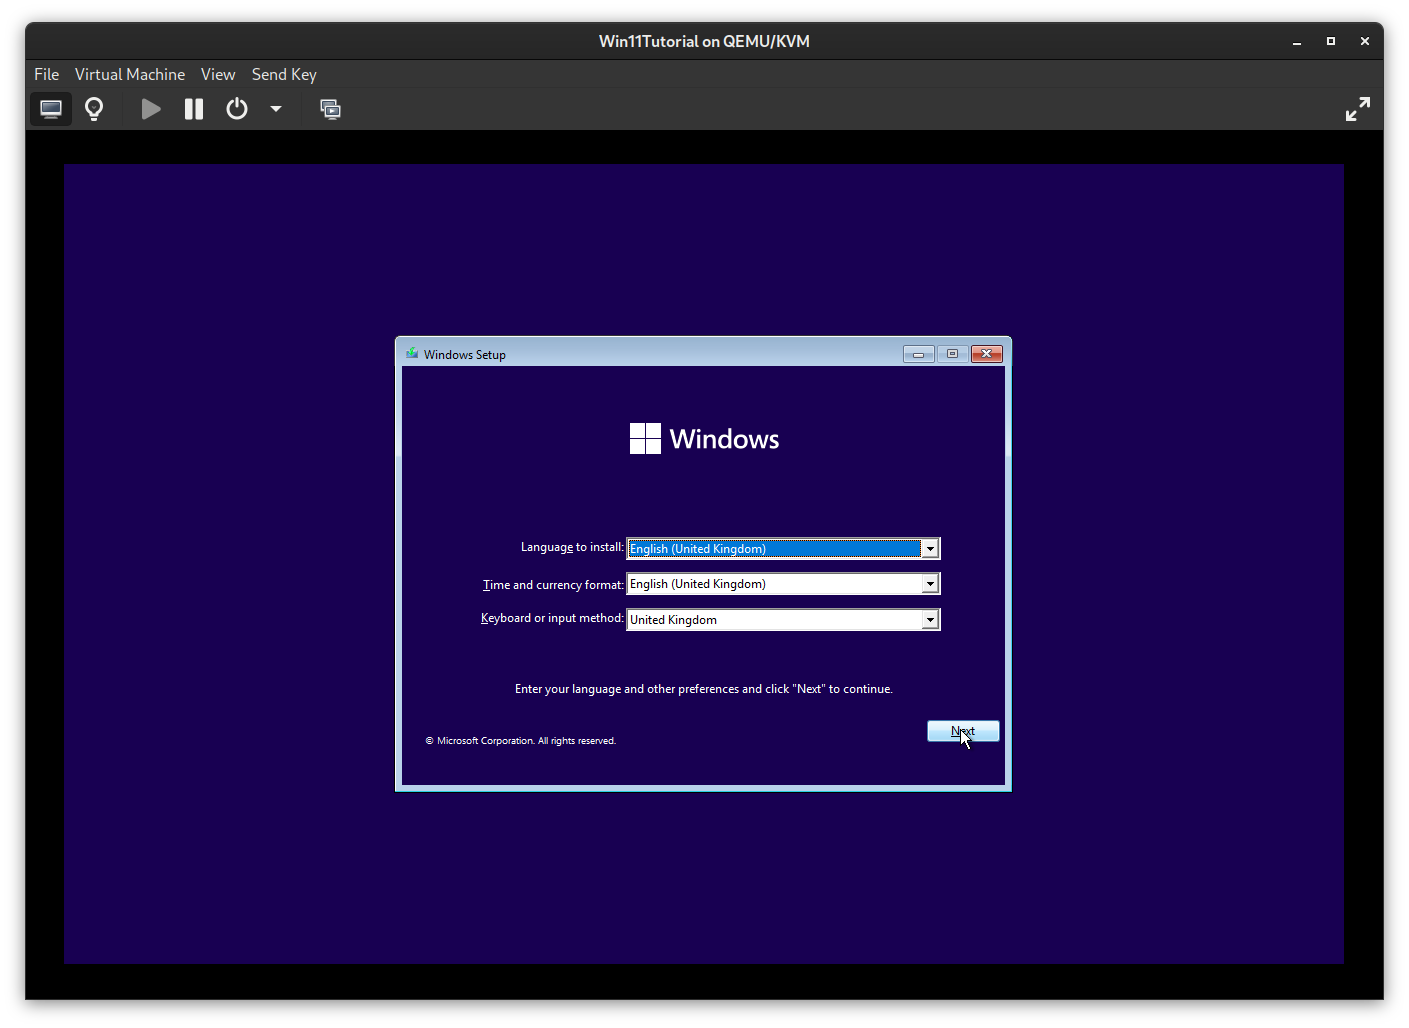 Win11Tutorial on QEMU/KVM
File Virtual Machine View Send Key
Windows Setup
Windows
Language to install: English (United Kingdom)
Time and currency format: English (United Kingdom)
Keyboard or input method: United Kingdom
Enter your language and other preferences and click "Next" to continue.
Next
© Microsoft Corporation. All rights reserved.